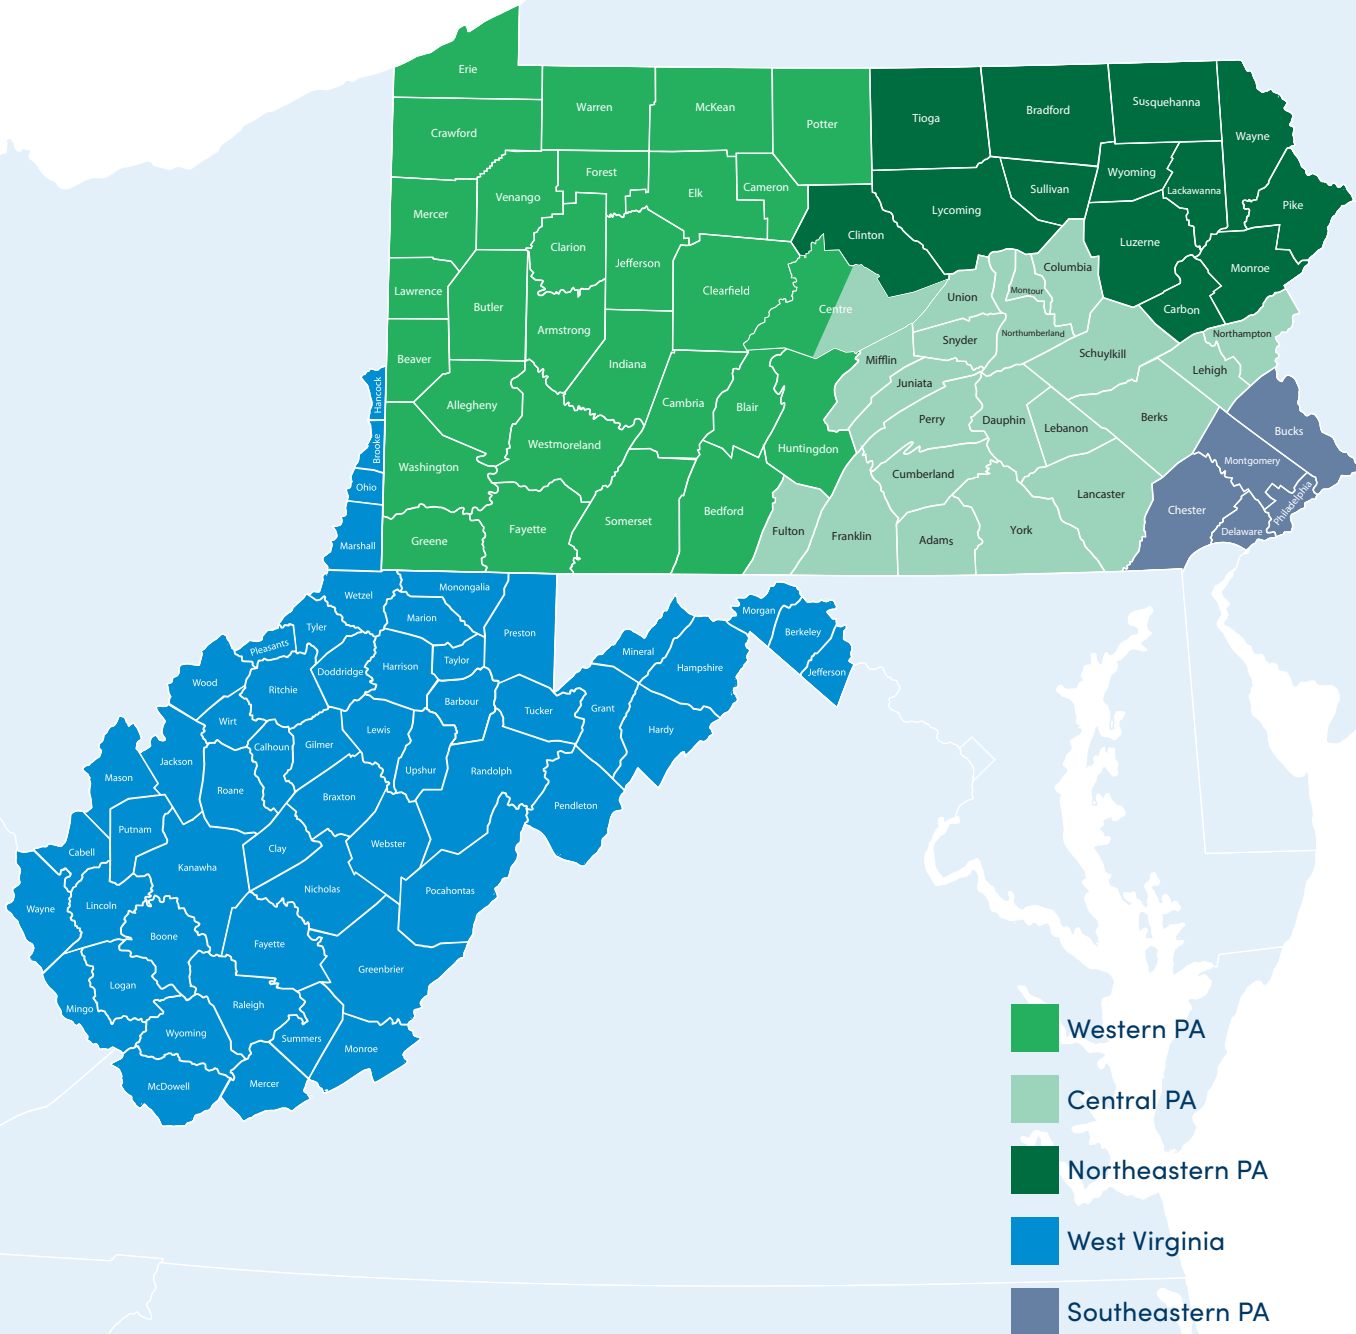 Erie
Warren
McKean
Potter
Tioga
Bradford
Susquehanna
Wayne
Crawford
Venango
Forest
Elk
Cameron
Wyoming
Lackawanna
Sullivan
Pike
Mercer
Clarion
Jefferson
Clinton
Lycoming
Luzerne
Monroe
Lawrence
Butler
Armstrong
Clearfield
Centre
Union
Montour
Columbia
Carbon
Beaver
Indiana
Mifflin
Snyder
Northumberland
Schuylkill
Northampton
Lehigh
Hancock
Allegheny
Cambria
Blair
Juniata
Perry
Dauphin
Lebanon
Berks
Bucks
Brooke
Washington
Westmoreland
Huntingdon
Cumberland
Lancaster
Montgomery
Ohio
Philadelphia
Chester
Delaware
Marshall
Greene
Fayette
Somerset
Bedford
Fulton
Franklin
Adams
York
Wetzel
Monongalia
Marion
Preston
Morgan
Berkeley
Jefferson
Tyler
Pleasants
Doddridge
Harrison
Taylor
Mineral
Hampshire
Wood
Ritchie
Barbour
Tucker
Grant
Hardy
Wirt
Calhoun
Gilmer
Lewis
Upshur
Randolph
Jackson
Mason
Roane
Braxton
Pendleton
Putnam
Cabell
Kanawha
Clay
Webster
Nicholas
Pocahontas
Wayne
Lincoln
Boone
Fayette
Greenbrier
Logan
Mingo
Raleigh
Wyoming
Summers
Monroe
McDowell
Mercer
Western PA
Central PA
Northeastern PA
West Virginia
Southeastern PA